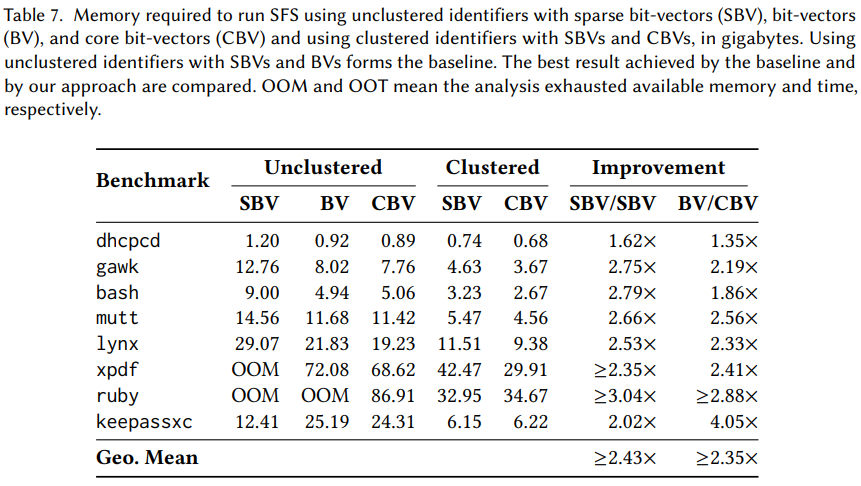 Table 7. Memory required to run SFS using unclustered identifiers with sparse bit-vectors (SBV), bit-vectors
(BV), and core bit-vectors (CBV) and using clustered identifiers with SBVs and CBVs, in gigabytes. Using
unclustered identifiers with SBVs and BVs forms the baseline. The best result achieved by the baseline and
by our approach are compared. OOM and OOT mean the analysis exhausted available memory and time,
respectively.
Benchmark Unclustered Clustered Improvement
SBV BV CBV SBV CBV SBV/SBV BV/CBV
dhcpcd 1.20 0.92 0.89 0.74 0.68 1.62× 1.35×
gawk 12.76 8.02 7.76 4.63 3.67 2.75× 2.19×
bash 9.00 4.94 5.06 3.23 2.67 2.79× 1.86×
mutt 14.56 11.68 11.42 5.47 4.56 2.66× 2.56×
lynx 29.07 21.83 19.23 11.51 9.38 2.53× 2.33×
xpdf OOM 72.08 68.62 42.47 29.91 ≥2.35× 2.41×
ruby OOM OOM 86.91 32.95 34.67 ≥3.04× ≥2.88×
keepassxc 12.41 25.19 24.31 6.15 6.22 2.02× 4.05×
Geo. Mean ≥2.43× ≥2.35×